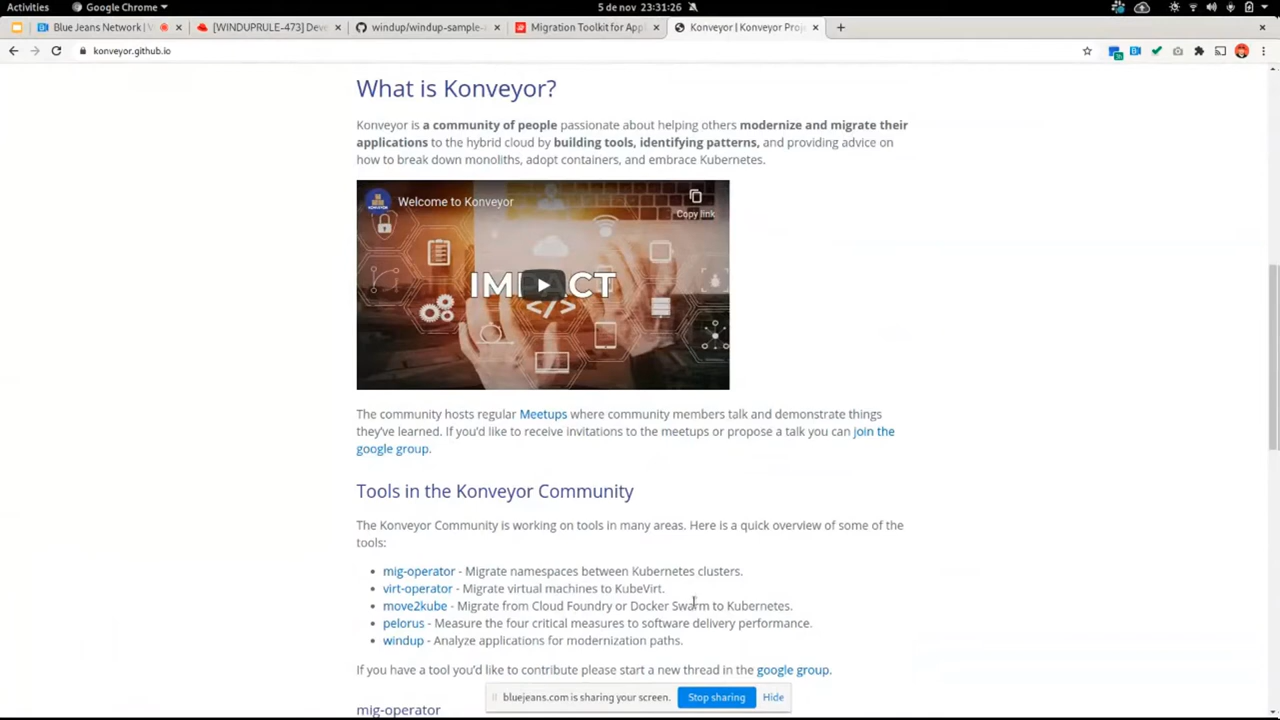 Activities
Google Chrome
5 de nov 23:31:26
Blue Jeans Network | V
[WINDUPRULE-473] Deve
windup/windup-sample-
Migration Toolkit for Appl
Konveyor | Konveyor Proje
konveyor.github.io
What is Konveyor?
Konveyor is a community of people passionate about helping others modernize and migrate their
applications to the hybrid cloud by building tools, identifying patterns, and providing advice on
how to break down monoliths, adopt containers, and embrace Kubernetes.
KONVEYOR
Welcome to Konveyor
Copy link
IMPACT
</>
The community hosts regular Meetups where community members talk and demonstrate things
they've learned. If you'd like to receive invitations to the meetups or propose a talk you can join the
google group.
Tools in the Konveyor Community
The Konveyor Community is working on tools in many areas. Here is a quick overview of some of the
tools:
• mig-operator - Migrate namespaces between Kubernetes clusters.
• virt-operator - Migrate virtual machines to KubeVirt.
• move2kube - Migrate from Cloud Foundry or Docker Swarm to Kubernetes.
• pelorus - Measure the four critical measures to software delivery performance.
• windup - Analyze applications for modernization paths.
If you have a tool you'd like to contribute please start a new thread in the google group.
bluejeans.com is sharing your screen.
Stop sharing
Hide
mig-operator